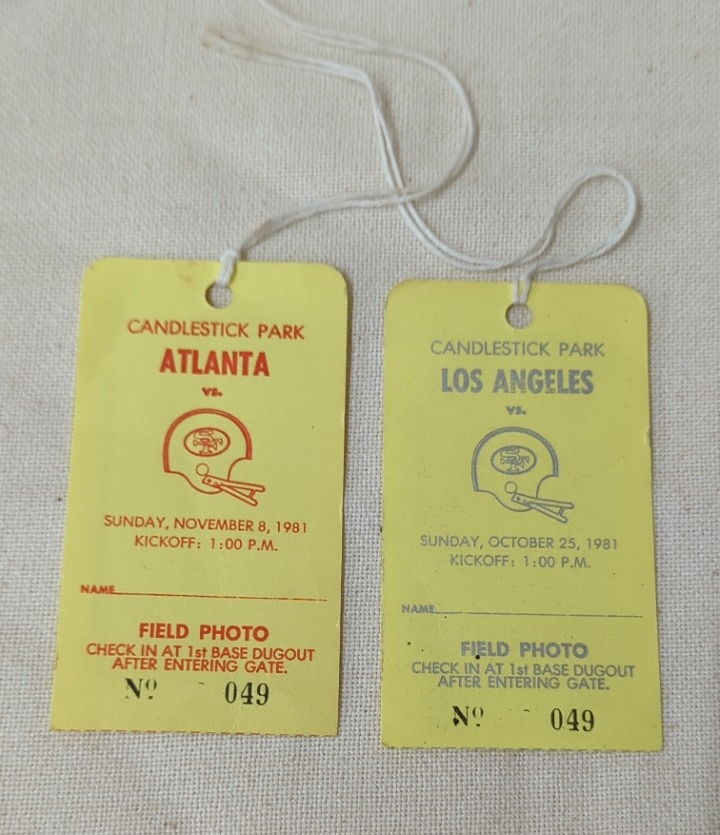 CANDLESTICK PARK
ATLANTA
vs.
SF
SUNDAY, NOVEMBER 8, 1981
KICKOFF: 1:00 P.M.
NAME
FIELD PHOTO
CHECK IN AT 1st BASE DUGOUT
AFTER ENTERING GATE.
Nº 049
CANDLESTICK PARK
LOS ANGELES
vs.
SF
SUNDAY, OCTOBER 25, 1981
KICKOFF: 1:00 P.M.
NAME
FIELD PHOTO
CHECK IN AT 1st BASE DUGOUT
AFTER ENTERING GATE.
Nº 049